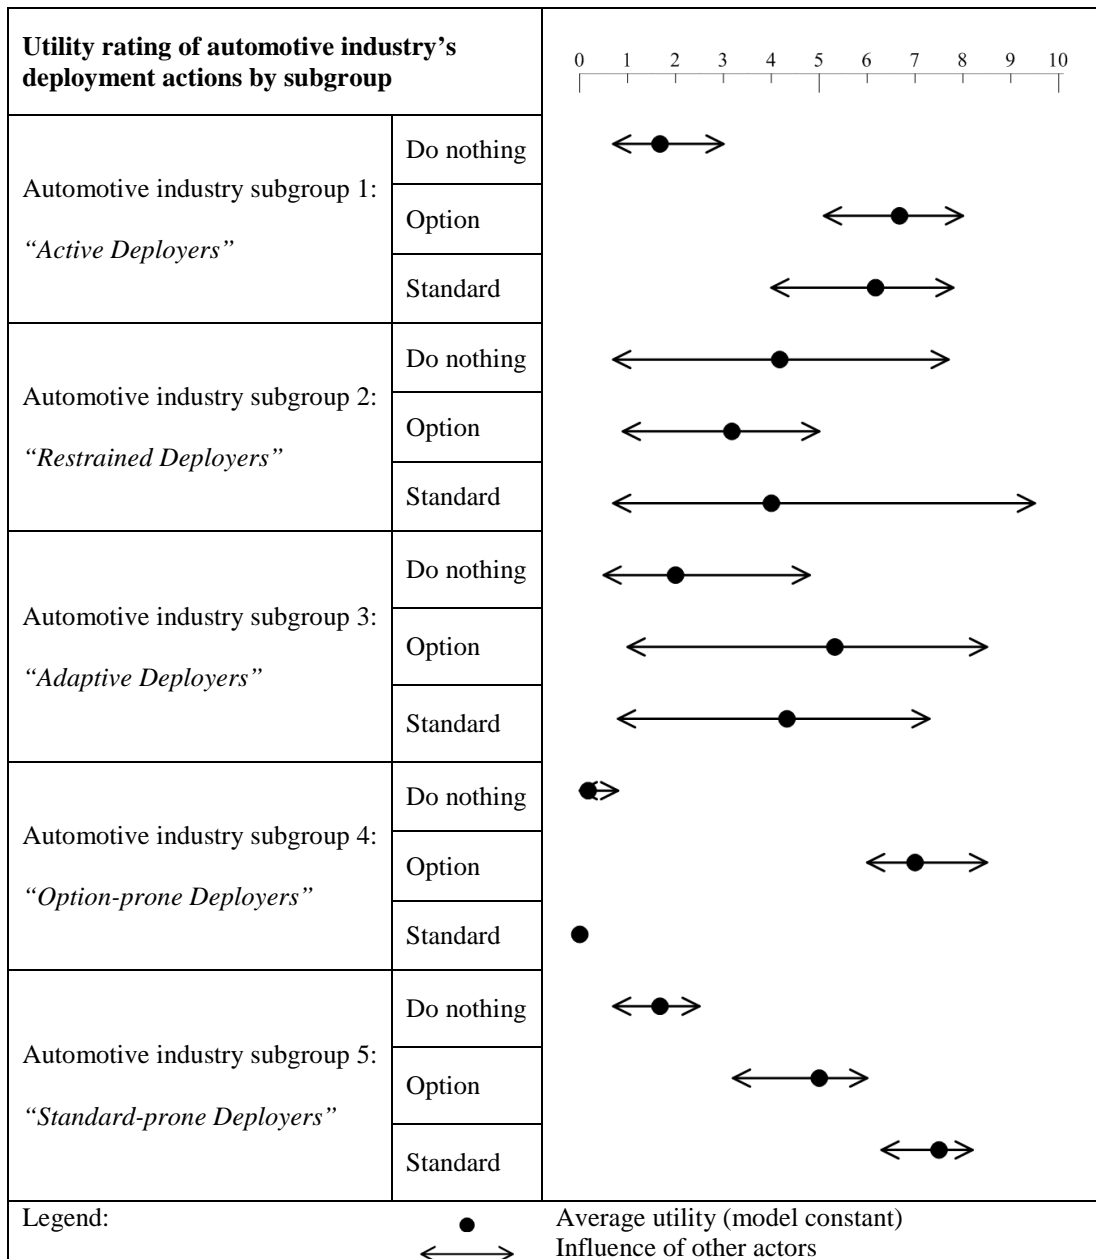 Utility rating of automotive industry’s
deployment actions by subgroup
0 1 2 3 4 5 6 7 8 9 10
Automotive industry subgroup 1:
“Active Deployers”
Do nothing
Option
Standard
Automotive industry subgroup 2:
“Restrained Deployers”
Do nothing
Option
Standard
Automotive industry subgroup 3:
“Adaptive Deployers”
Do nothing
Option
Standard
Automotive industry subgroup 4:
“Option-prone Deployers”
Do nothing
Option
Standard
Automotive industry subgroup 5:
“Standard-prone Deployers”
Do nothing
Option
Standard
Legend:
Average utility (model constant)
Influence of other actors